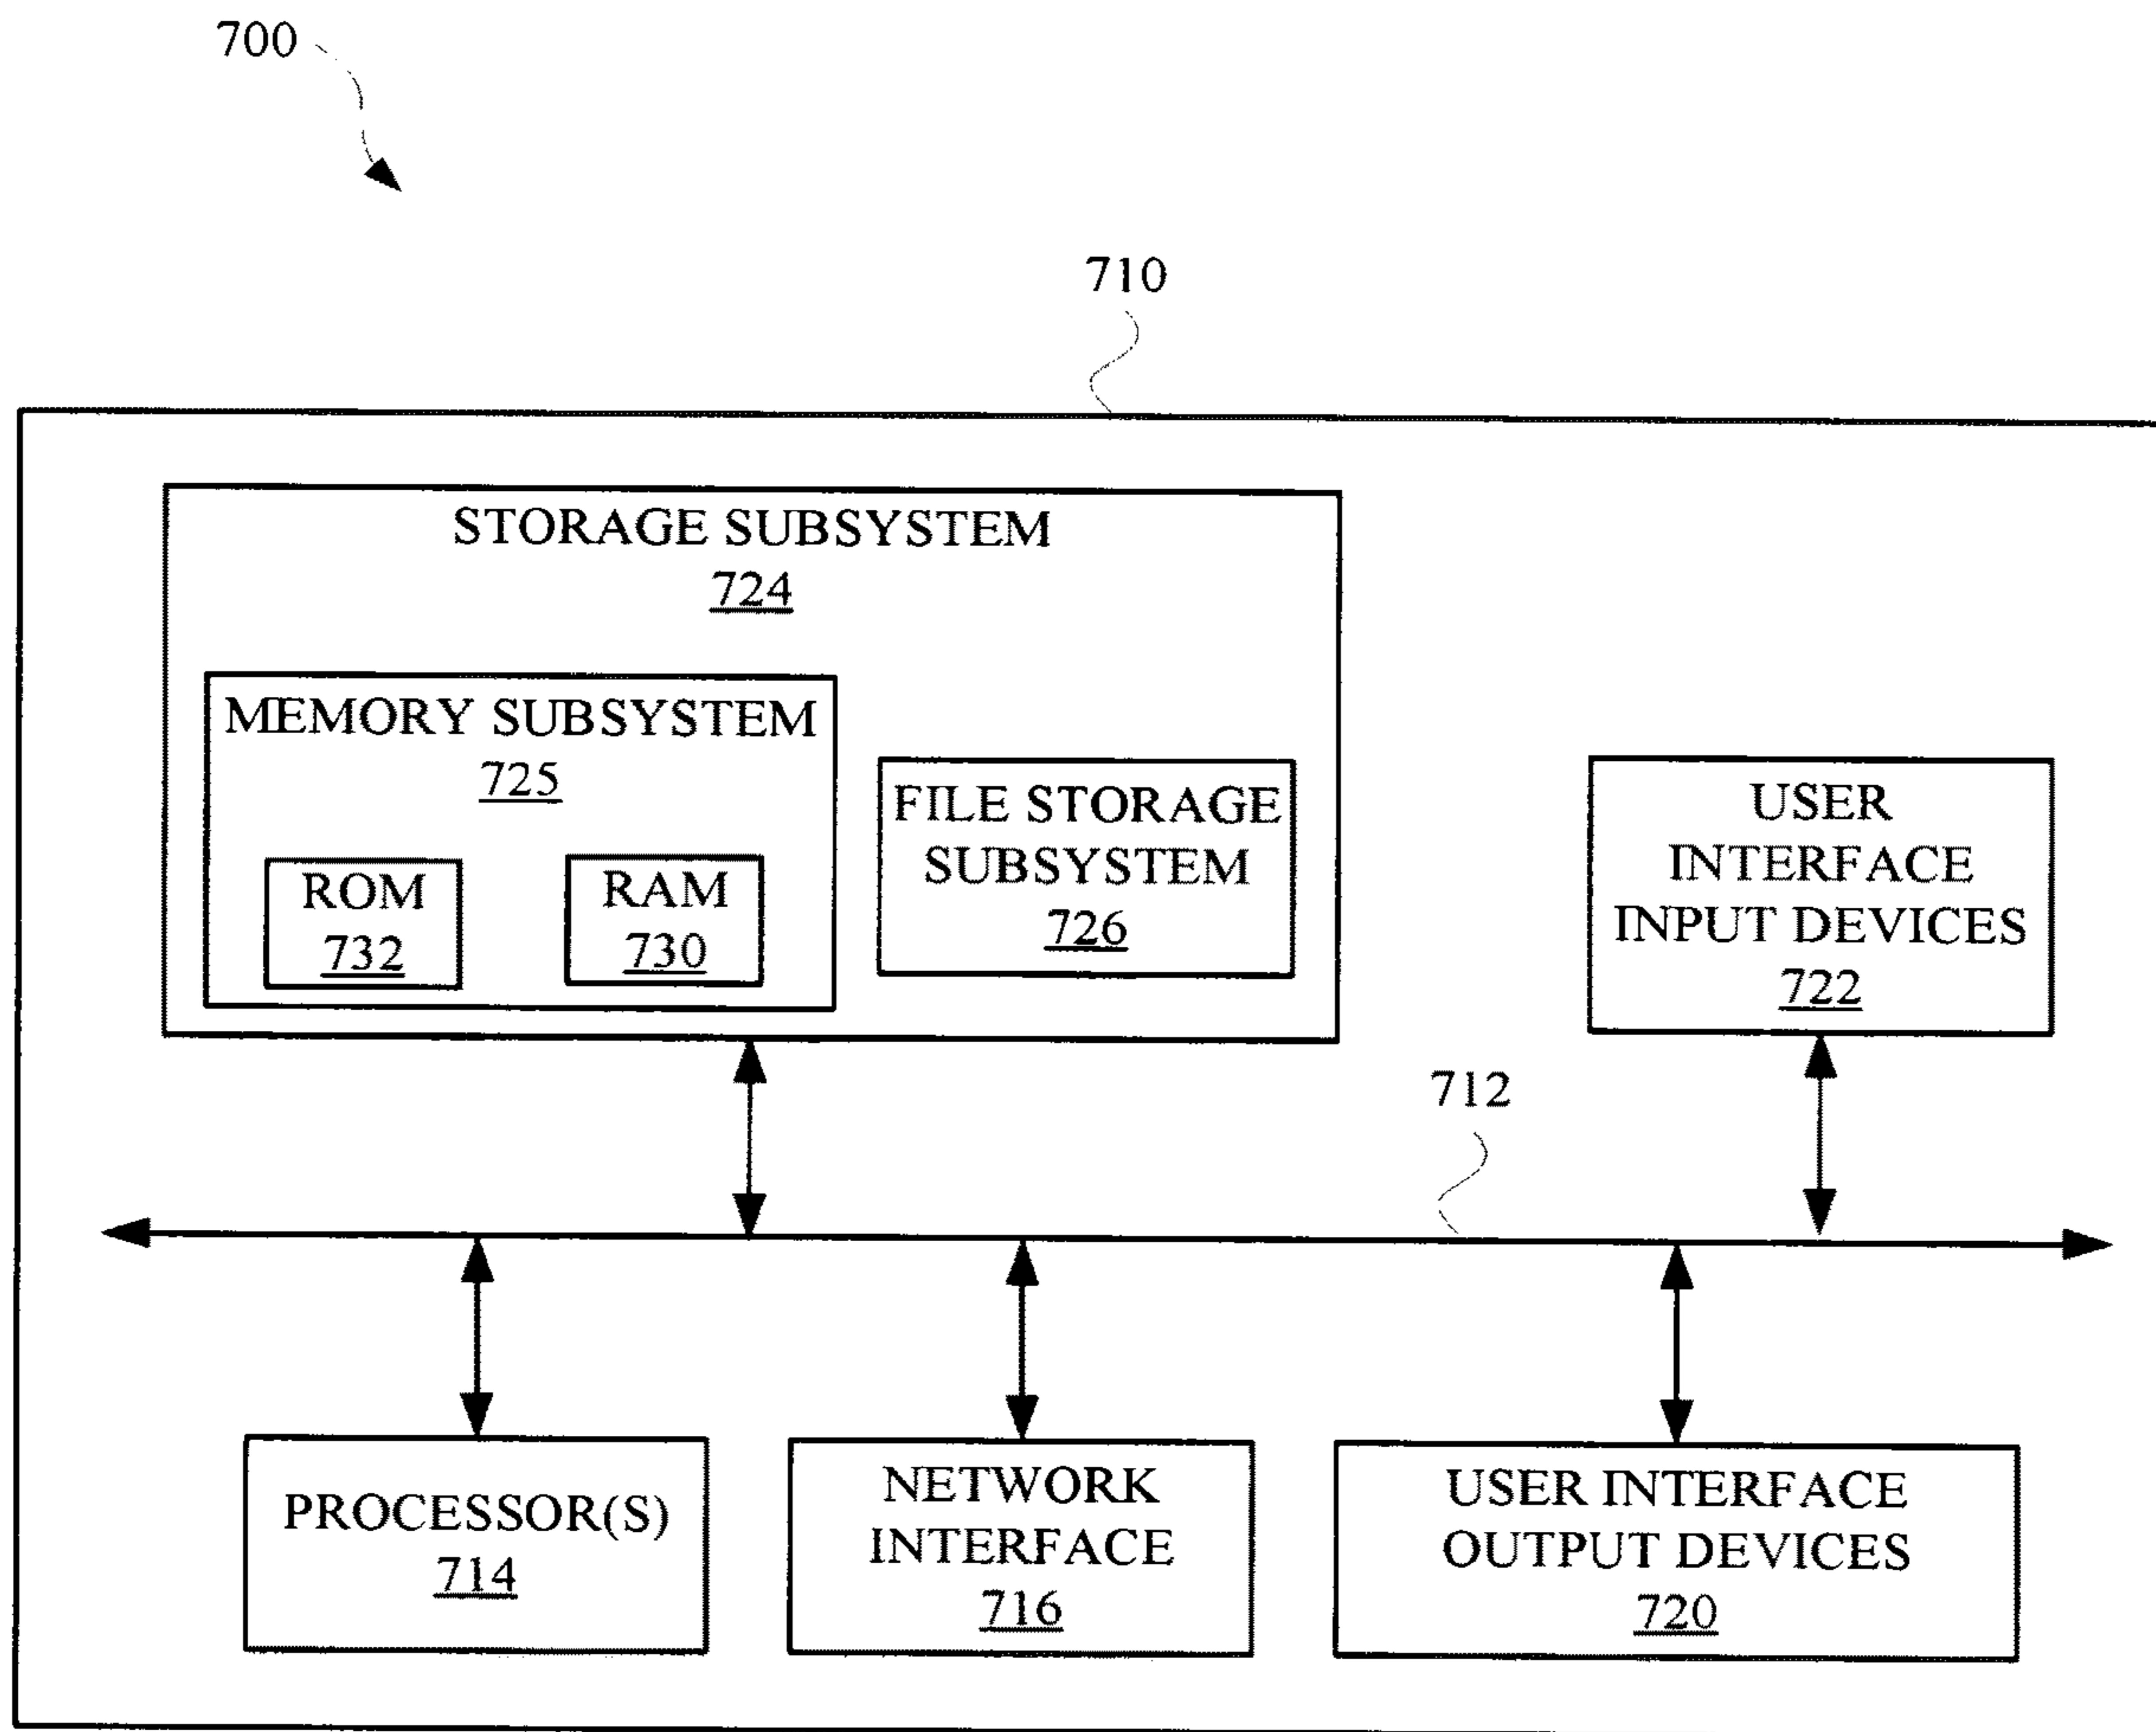 700
710
STORAGE SUBSYSTEM
724
MEMORY SUBSYSTEM
725
ROM
732
RAM
730
FILE STORAGE
SUBSYSTEM
726
USER
INTERFACE
INPUT DEVICES
722
712
PROCESSOR(S)
714
NETWORK
INTERFACE
716
USER INTERFACE
OUTPUT DEVICES
720